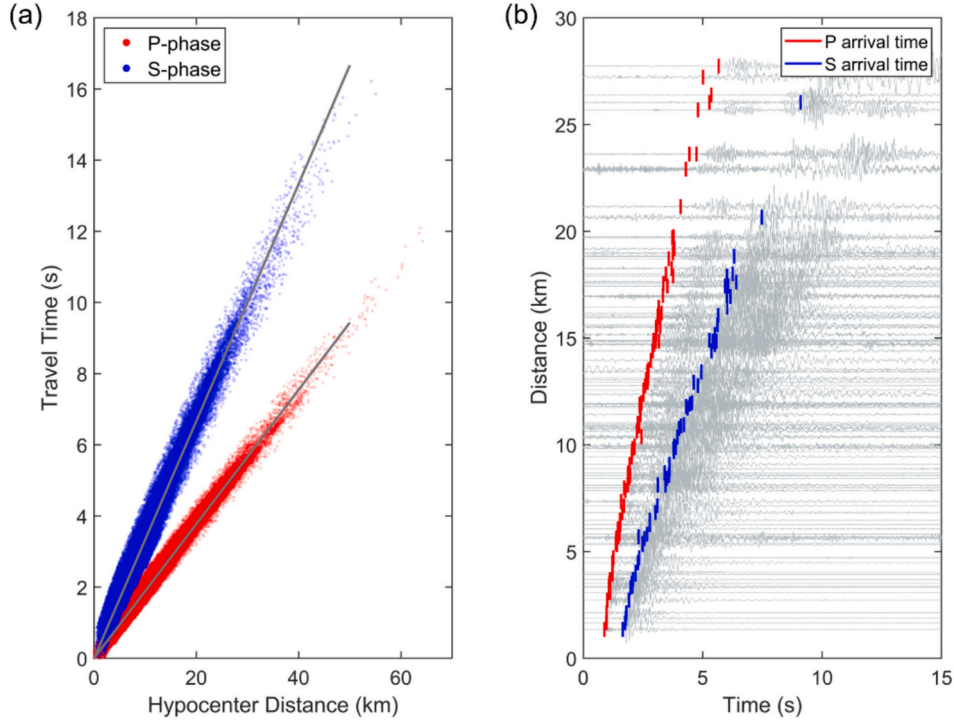 (a)
18
16
14
12
10
8
6
4
2
0
Travel Time (s)
P-phase
S-phase
0
20
40
60
Hypocenter Distance (km)
(b)
30
25
20
15
10
5
0
Distance (km)
P arrival time
S arrival time
0
5
10
15
Time (s)